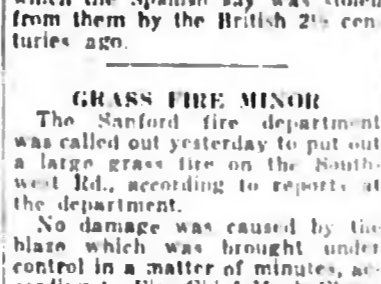 which the Spanish say was stolen
from them by the British 2½ cen
turies ago.
GRASS FIRE MINOR
The Sanford fire department
was called out yesterday to put out
a large grass fire on the South-
west Rd., according to reports at
the department.
No damage was caused by the
blaze which was brought under
control in a matter of minutes, ac-